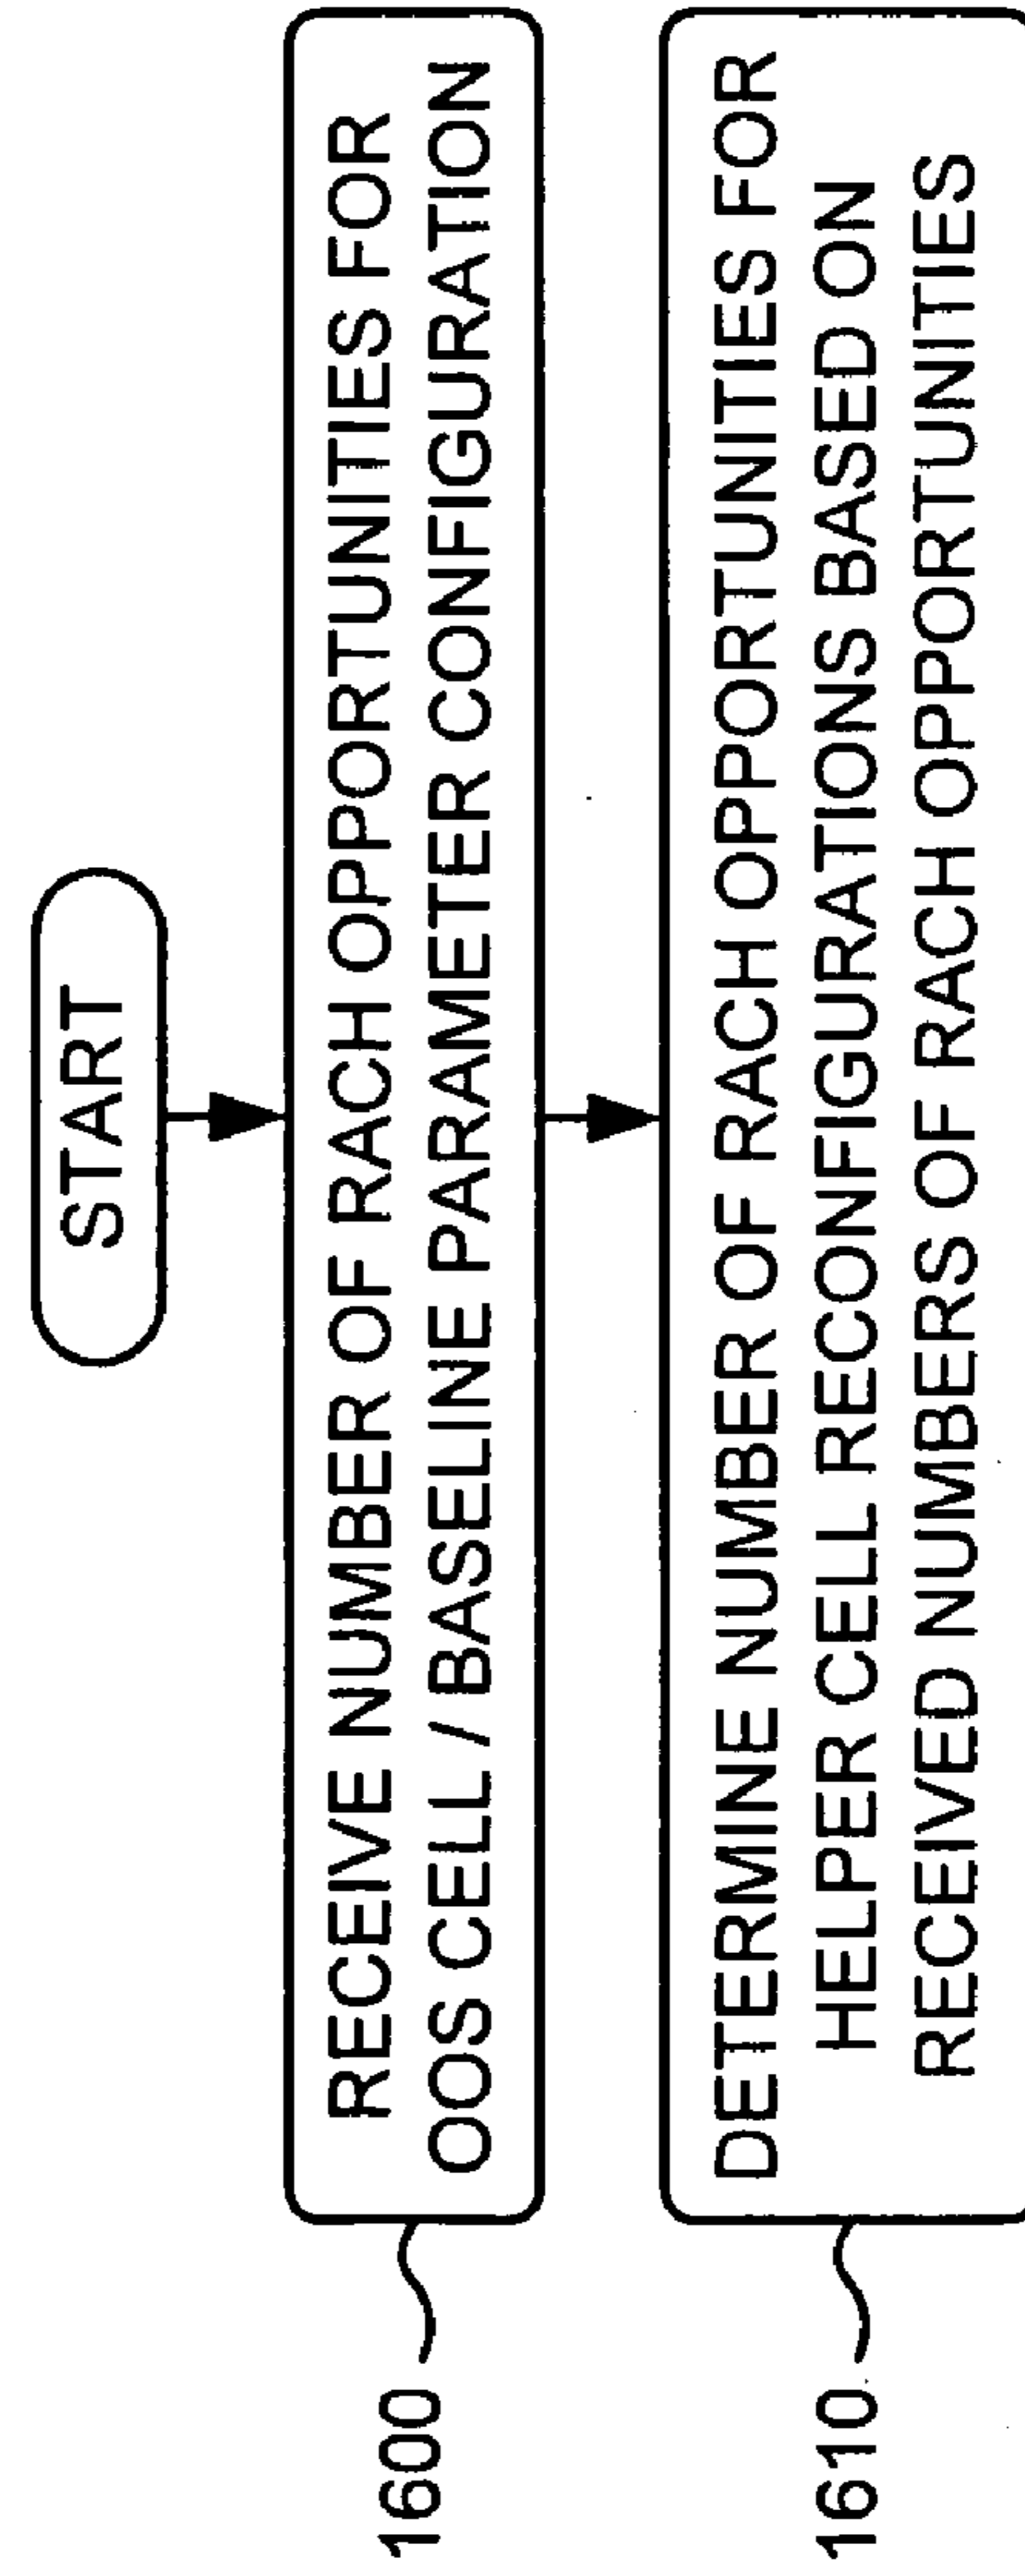 START
RECEIVE NUMBER OF RACH OPPORTUNITIES FOR
OOS CELL / BASELINE PARAMETER CONFIGURATION
1600
DETERMINE NUMBER OF RACH OPPORTUNITIES FOR
HELPER CELL RECONFIGURATIONS BASED ON
RECEIVED NUMBERS OF RACH OPPORTUNITIES
1610